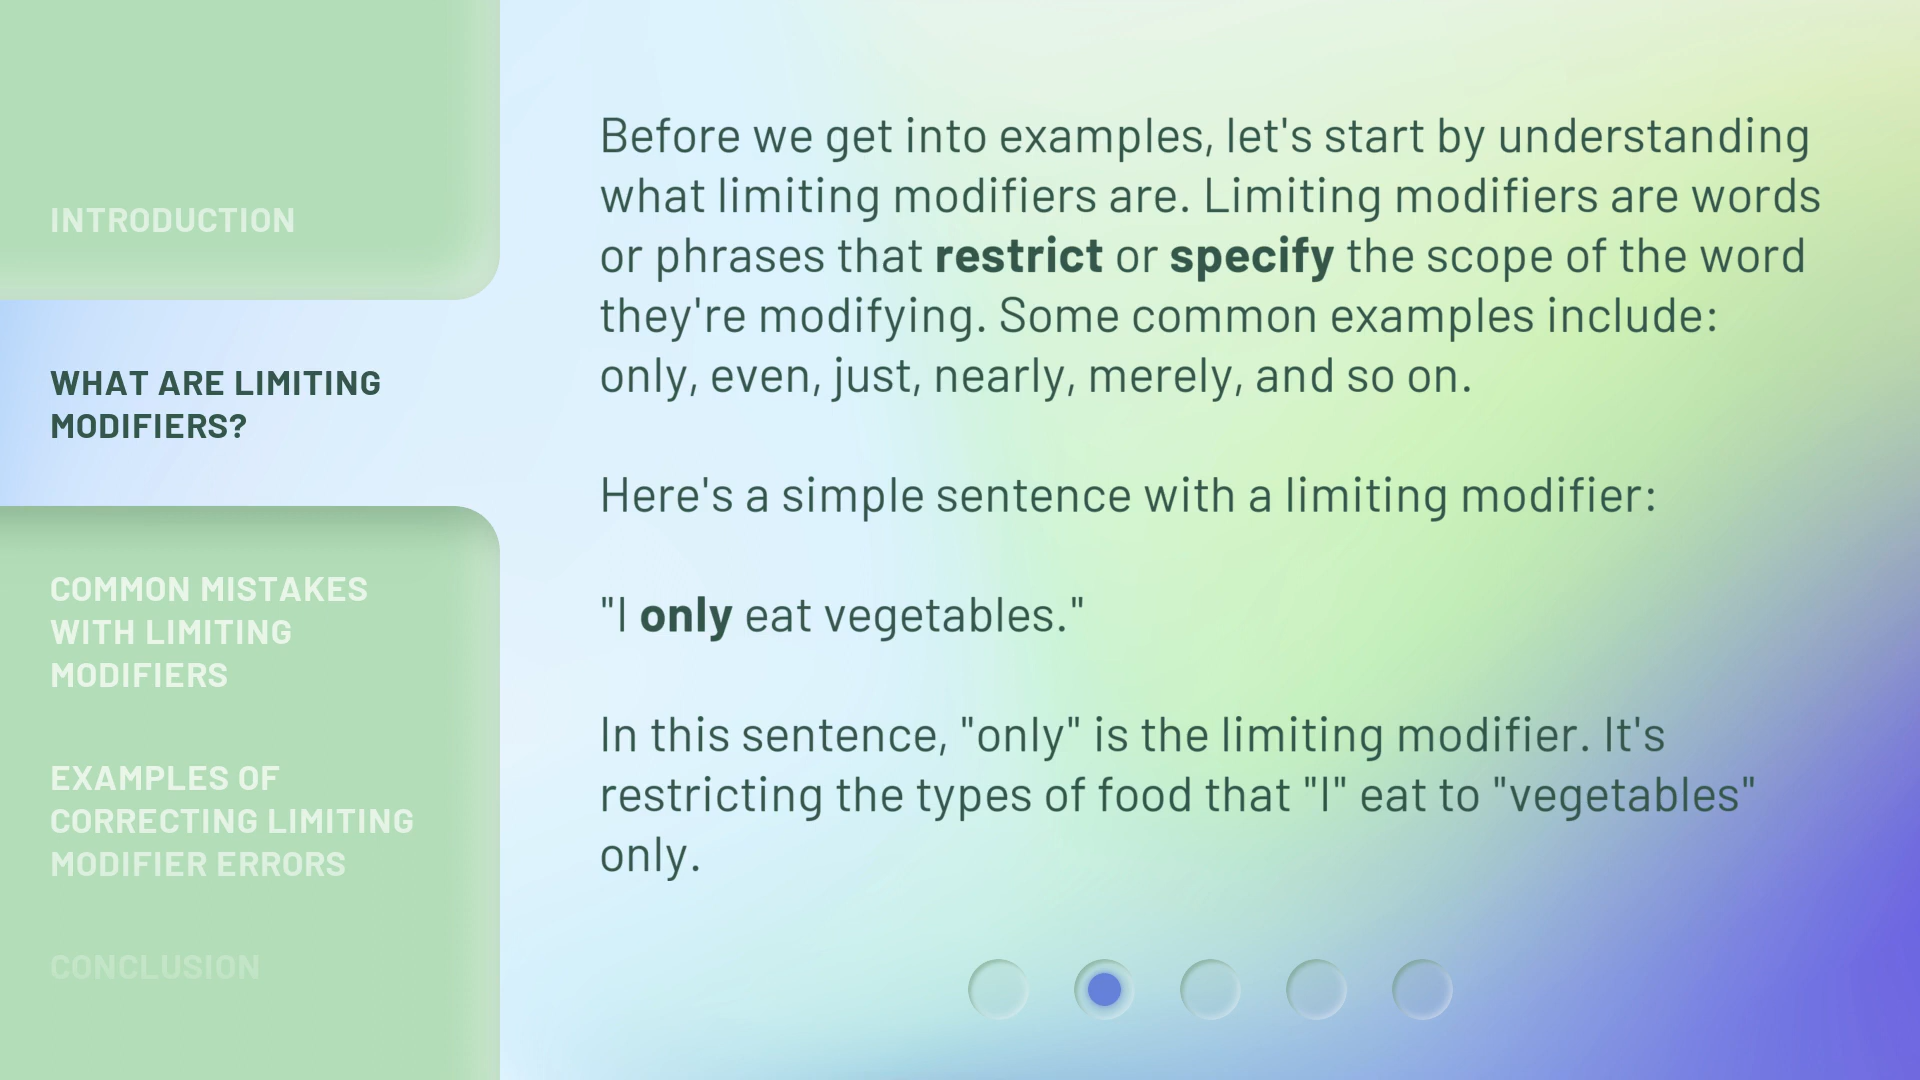 INTRODUCTION
WHAT ARE LIMITING
MODIFIERS?
COMMON MISTAKES
WITH LIMITING
MODIFIERS
EXAMPLES OF
CORRECTING LIMITING
MODIFIER ERRORS
CONCLUSION
Before we get into examples, let's start by understanding
what limiting modifiers are. Limiting modifiers are words
or phrases that restrict or specify the scope of the word
they're modifying. Some common examples include:
only, even, just, nearly, merely, and so on.
Here's a simple sentence with a limiting modifier:
"I only eat vegetables."
In this sentence, "only" is the limiting modifier. It's
restricting the types of food that "I" eat to "vegetables"
only.